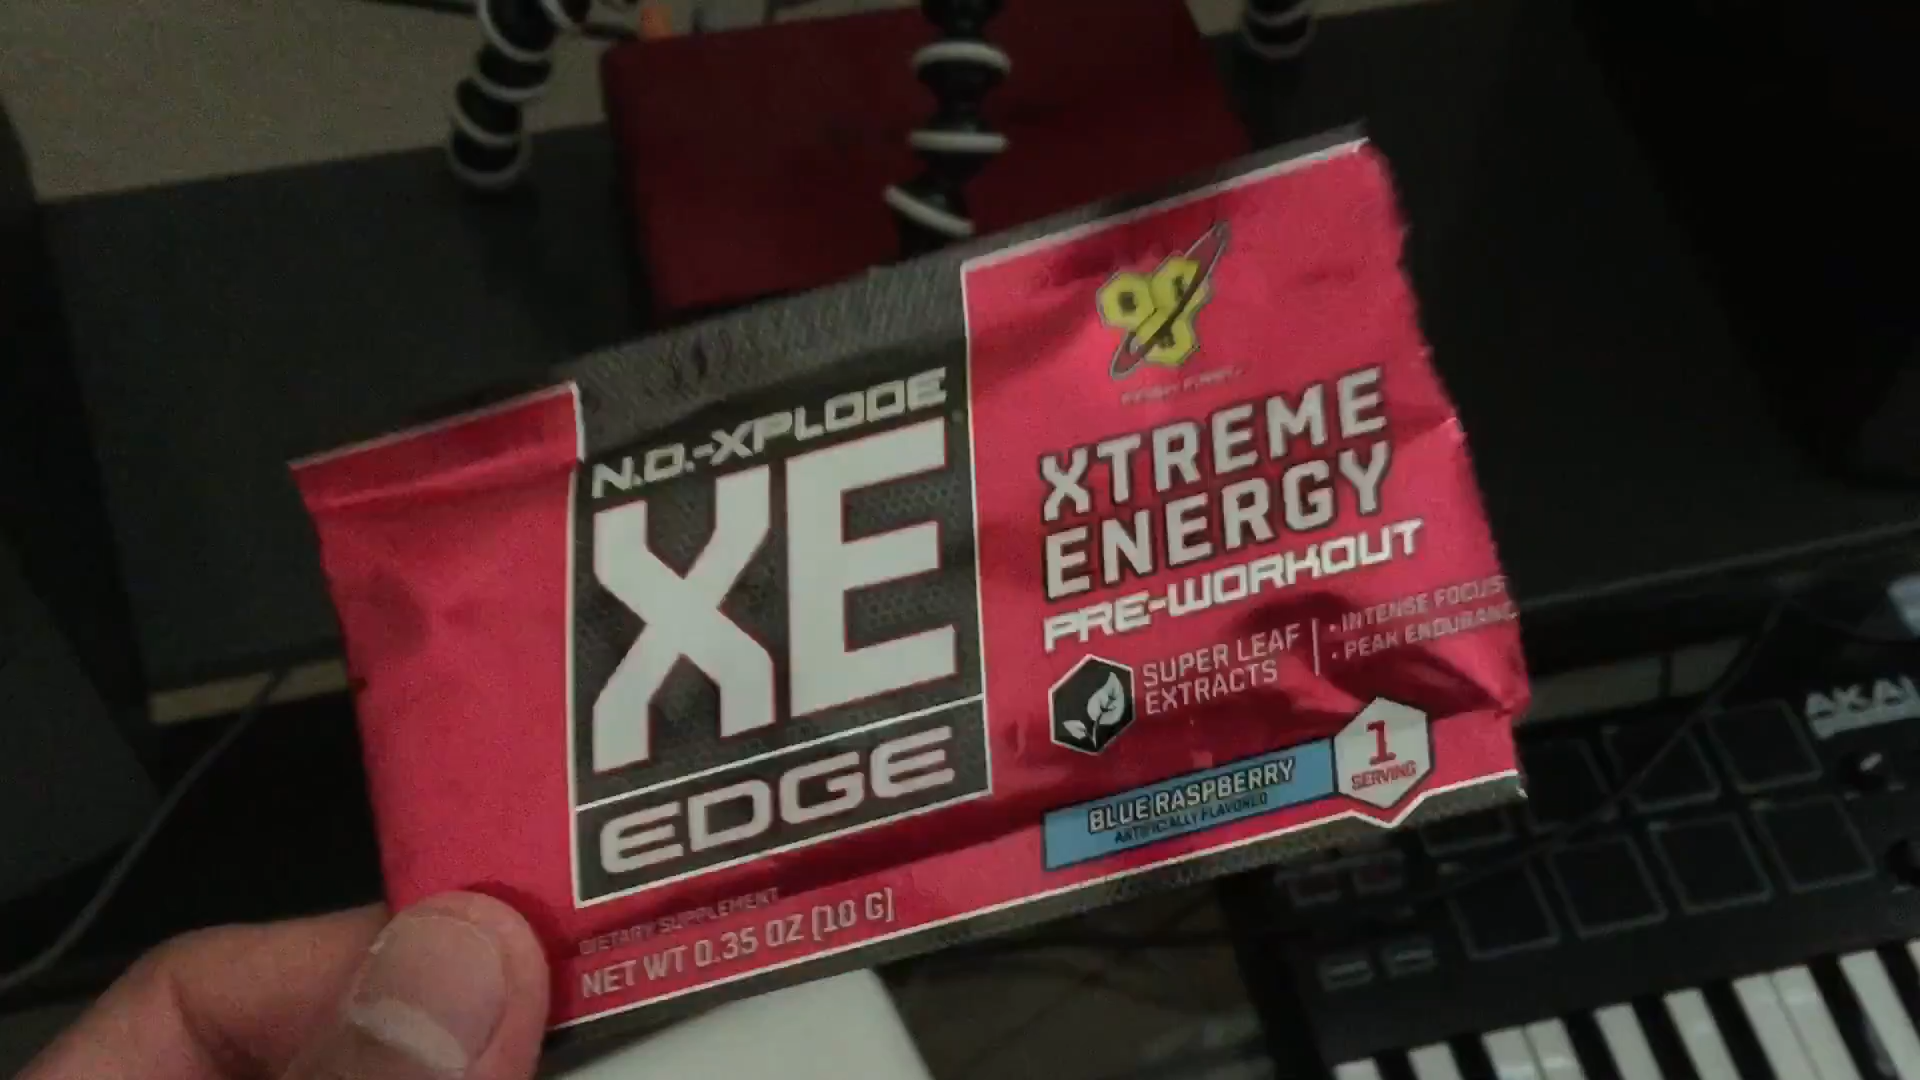 N.O.-XPLODE
XE
EDGE
DIETARY SUPPLEMENT
NET WT 0.35 OZ (10 G)
XTREME
ENERGY
PRE-WORKOUT
SUPER LEAF
EXTRACTS
• INTENSE FOCUS
• PEAK ENDURANC
BLUE RASPBERRY
ARTIFICIALLY FLAVORED
1
SERVING
AKAI